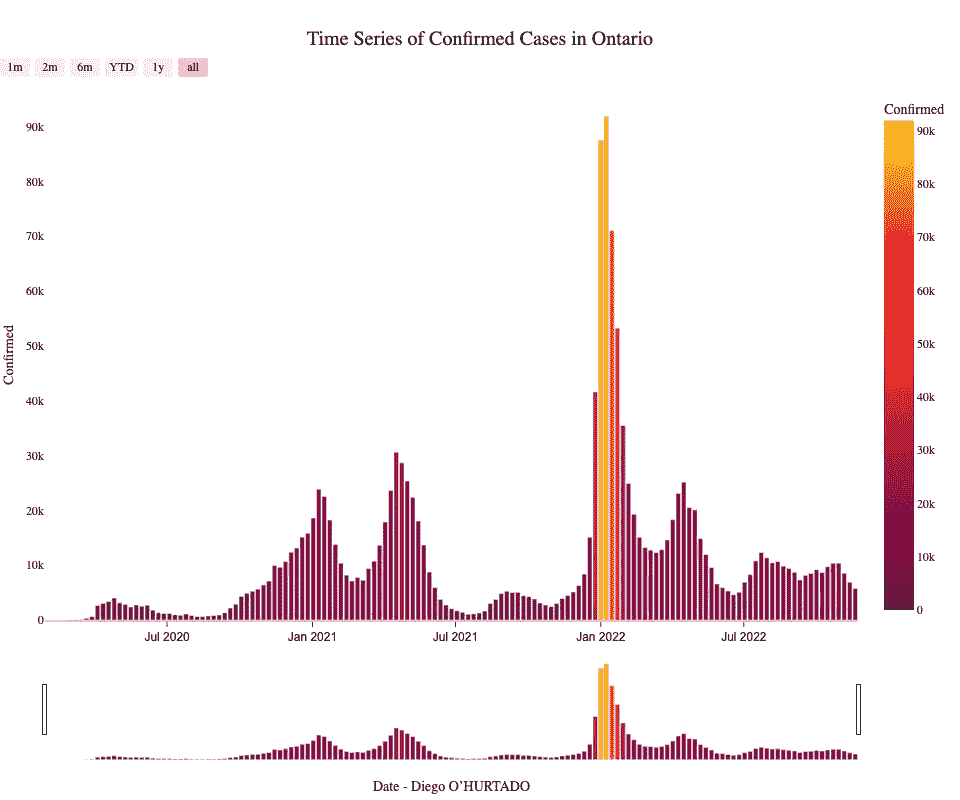 Time Series of Confirmed Cases in Ontario
1m 2m 6m YTD 1y all
Confirmed
90k
80k
70k
60k
50k
40k
30k
20k
10k
0
Confirmed
90k
80k
70k
60k
50k
40k
30k
20k
10k
0
Jul 2020 Jan 2021 Jul 2021 Jan 2022 Jul 2022
Date - Diego O’HURTADO